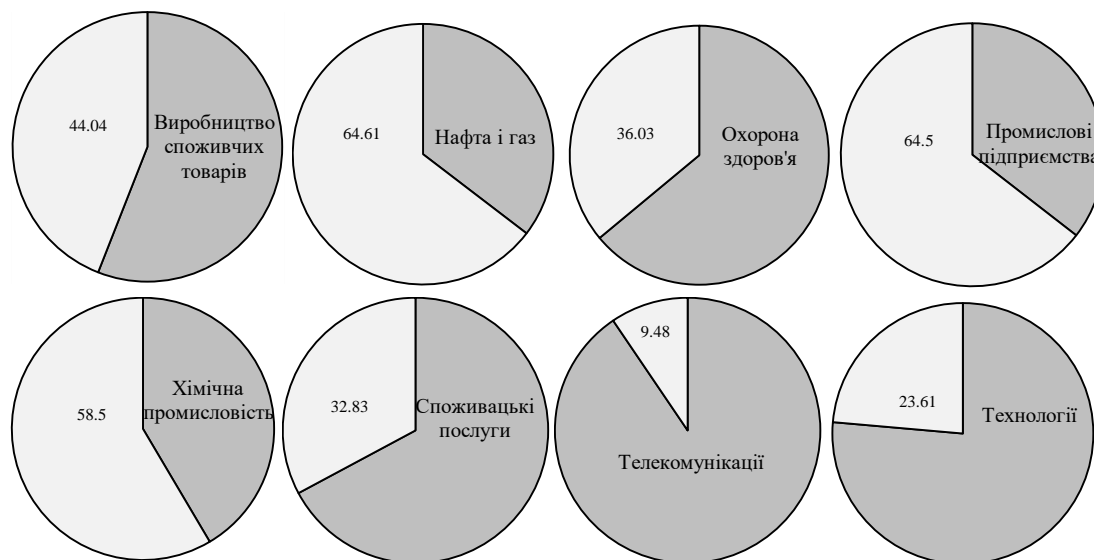 44.04
Виробництво
споживчих
товарів
64.61
Нафта і газ
36.03
Охорона
здоров'я
64.5
Промислові
підприємства
58.5
Хімічна
промисловість
32.83
Споживацькі
послуги
9.48
Телекомунікації
23.61
Технології